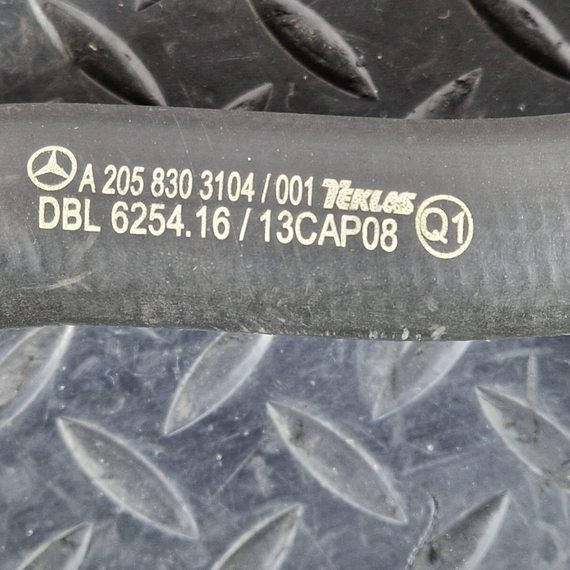 A 205 830 3104 / 001 TEKLAS
DBL 6254.16 / 13CAP08 Q1